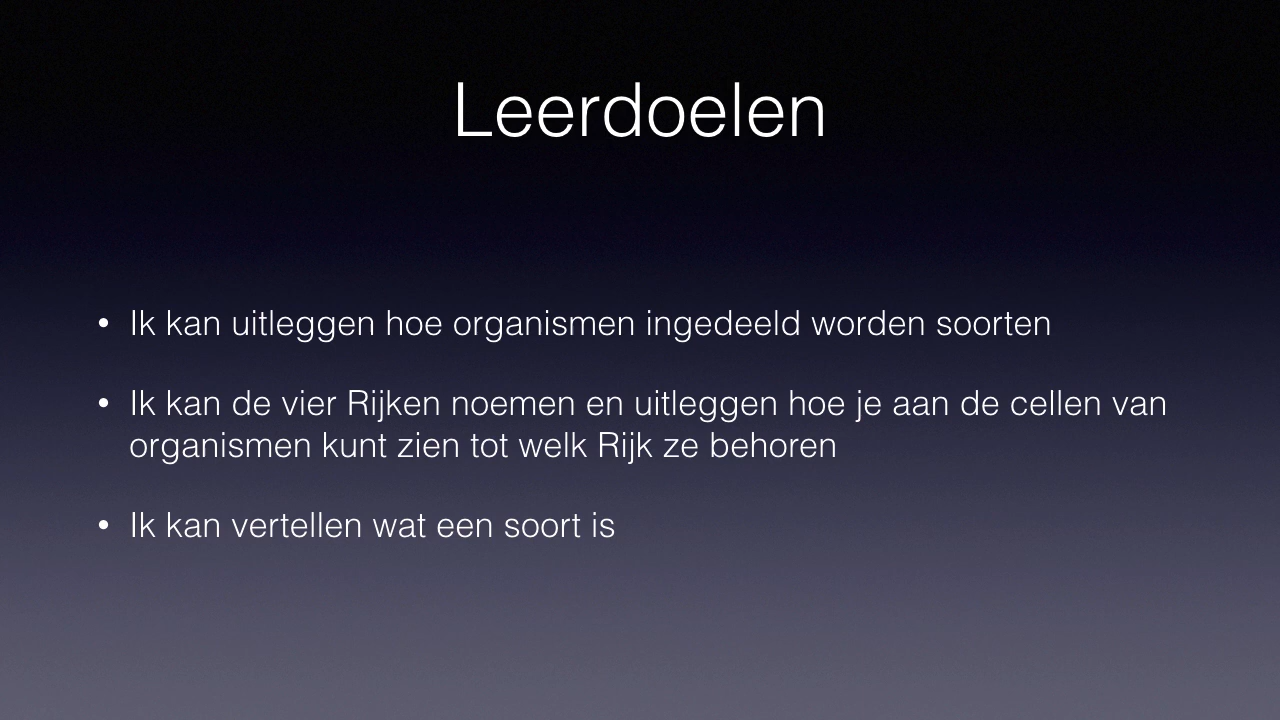 Leerdoelen
• Ik kan uitleggen hoe organismen ingedeeld worden soorten
• Ik kan de vier Rijken noemen en uitleggen hoe je aan de cellen van
organismen kunt zien tot welk Rijk ze behoren
• Ik kan vertellen wat een soort is